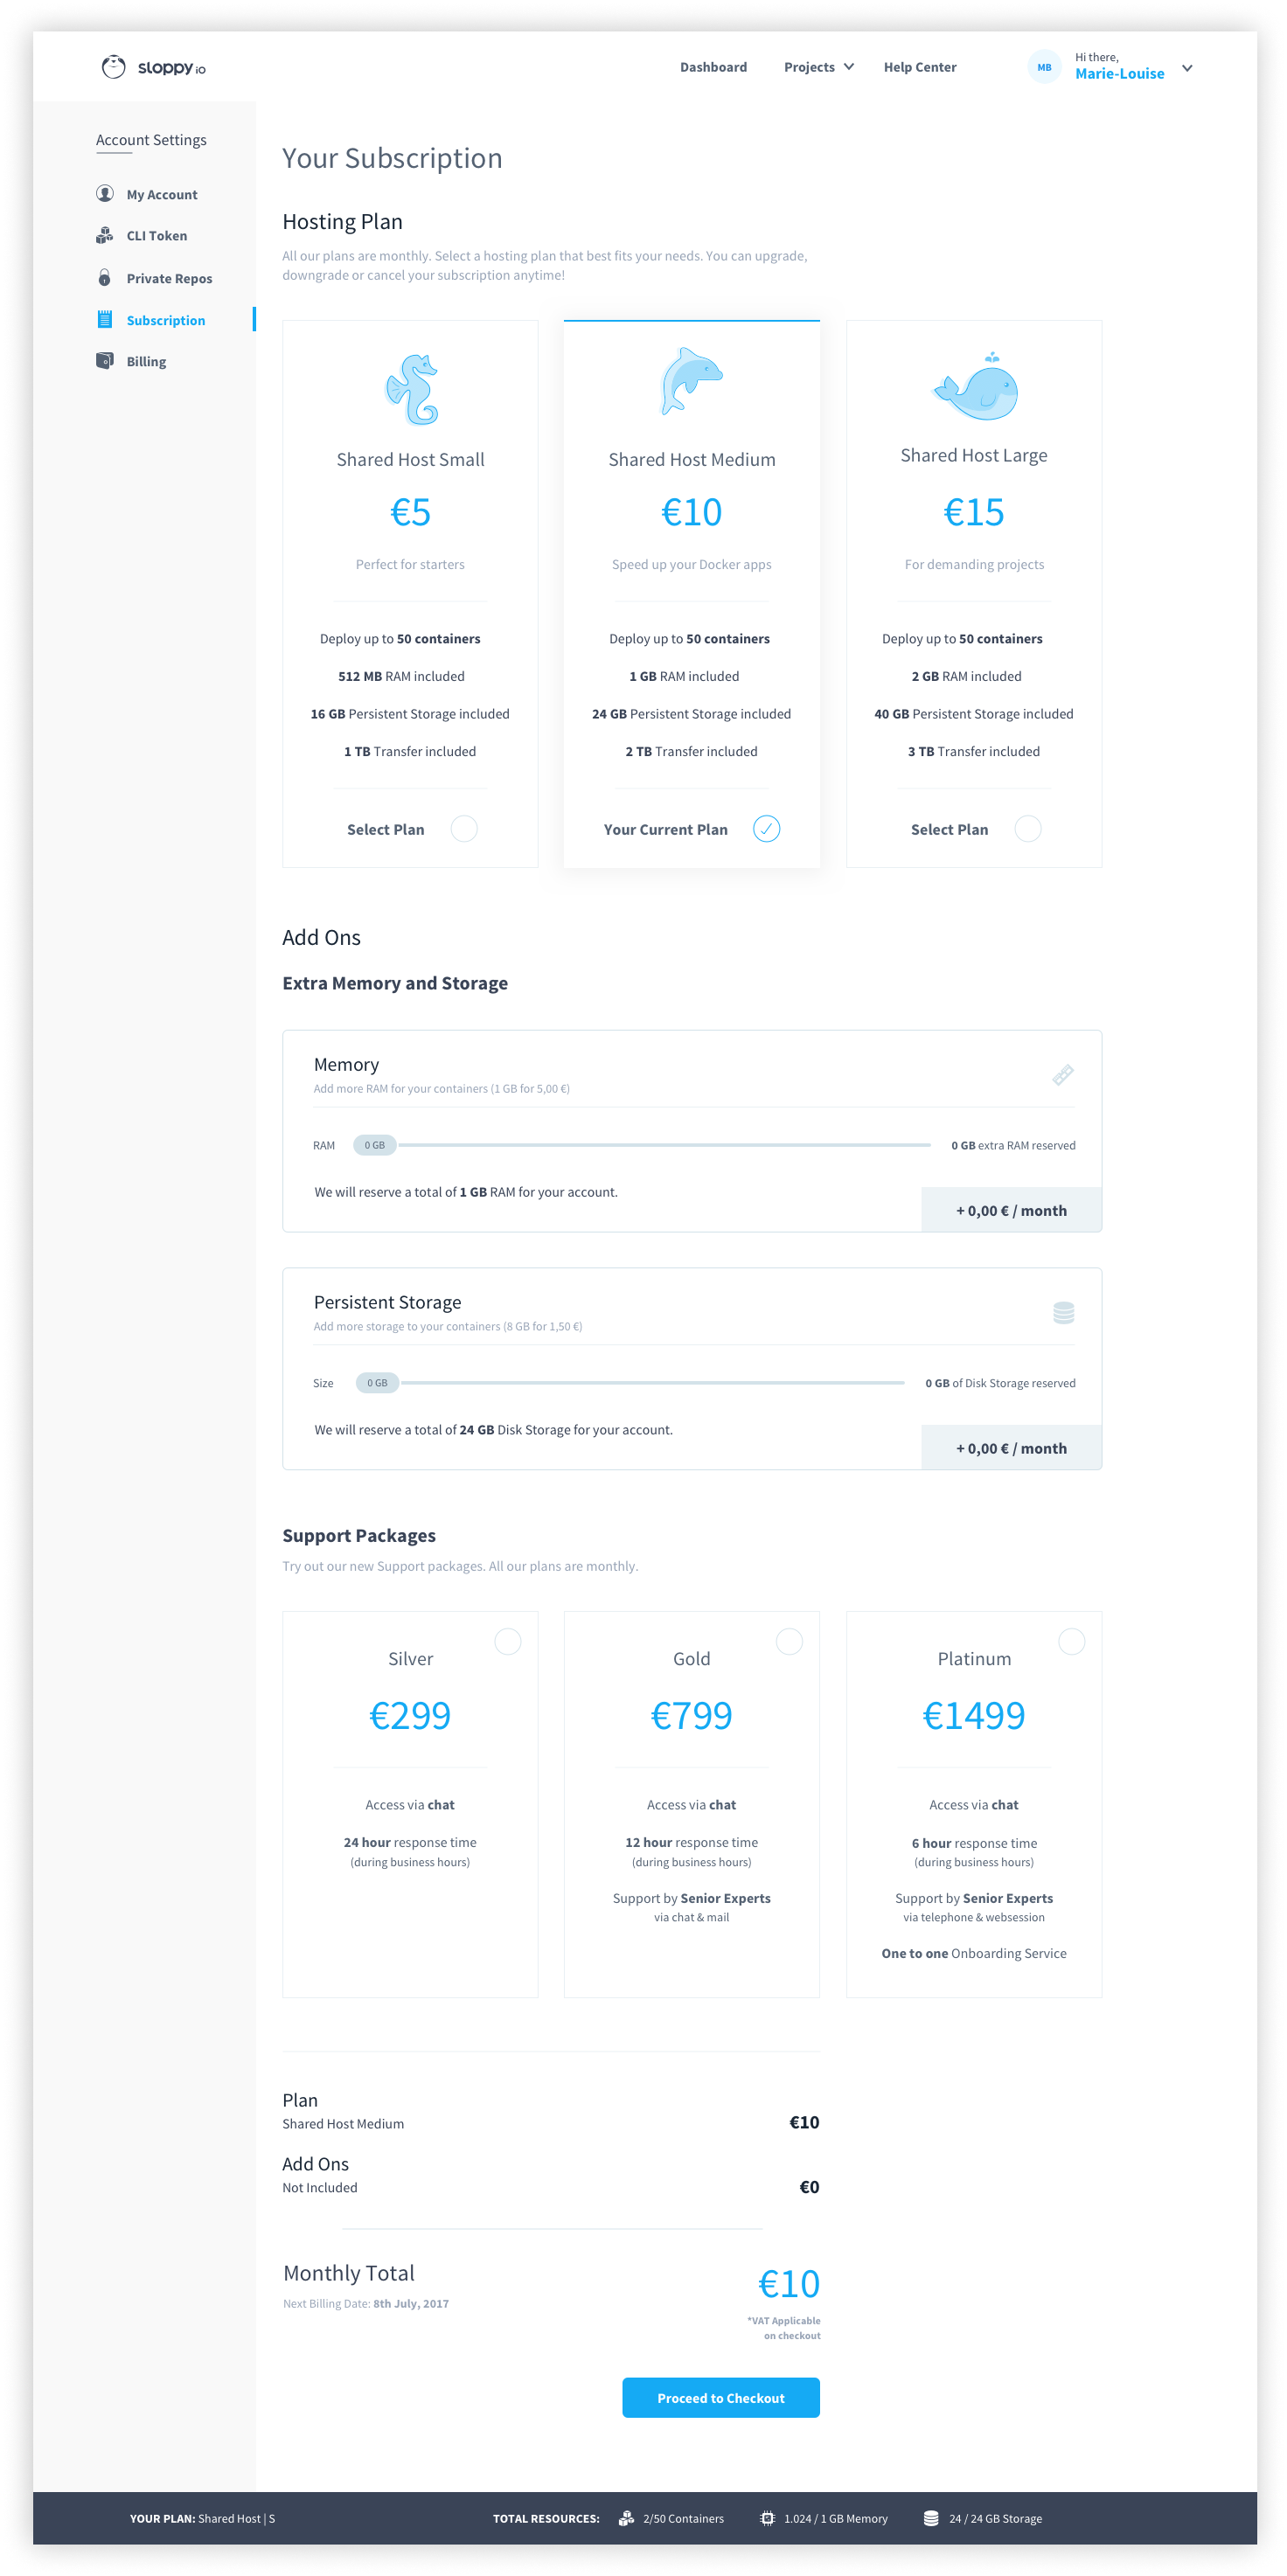 sloppy io
Dashboard
Projects
Help Center
MB
Hi there,
Marie-Louise
Account Settings
My Account
CLI Token
Private Repos
Subscription
Billing
Your Subscription
Hosting Plan
All our plans are monthly. Select a hosting plan that best fits your needs. You can upgrade,
downgrade or cancel your subscription anytime!
Shared Host Small
€5
Perfect for starters
Deploy up to 50 containers
512 MB RAM included
16 GB Persistent Storage included
1 TB Transfer included
Select Plan
Shared Host Medium
€10
Speed up your Docker apps
Deploy up to 50 containers
1 GB RAM included
24 GB Persistent Storage included
2 TB Transfer included
Your Current Plan
Shared Host Large
€15
For demanding projects
Deploy up to 50 containers
2 GB RAM included
40 GB Persistent Storage included
3 TB Transfer included
Select Plan
Add Ons
Extra Memory and Storage
Memory
Add more RAM for your containers (1 GB for 5,00 €)
RAM
0 GB
0 GB extra RAM reserved
We will reserve a total of 1 GB RAM for your account.
+ 0,00 € / month
Persistent Storage
Add more storage to your containers (8 GB for 1,50 €)
Size
0 GB
0 GB of Disk Storage reserved
We will reserve a total of 24 GB Disk Storage for your account.
+ 0,00 € / month
Support Packages
Try out our new Support packages. All our plans are monthly.
Silver
€299
Access via chat
24 hour response time
(during business hours)
Gold
€799
Access via chat
12 hour response time
(during business hours)
Support by Senior Experts
via chat & mail
Platinum
€1499
Access via chat
6 hour response time
(during business hours)
Support by Senior Experts
via telephone & websession
One to one Onboarding Service
Plan
Shared Host Medium
€10
Add Ons
Not Included
€0
Monthly Total
Next Billing Date: 8th July, 2017
€10
*VAT Applicable
on checkout
Proceed to Checkout
YOUR PLAN: Shared Host | S
TOTAL RESOURCES:
2/50 Containers
1.024 / 1 GB Memory
24 / 24 GB Storage